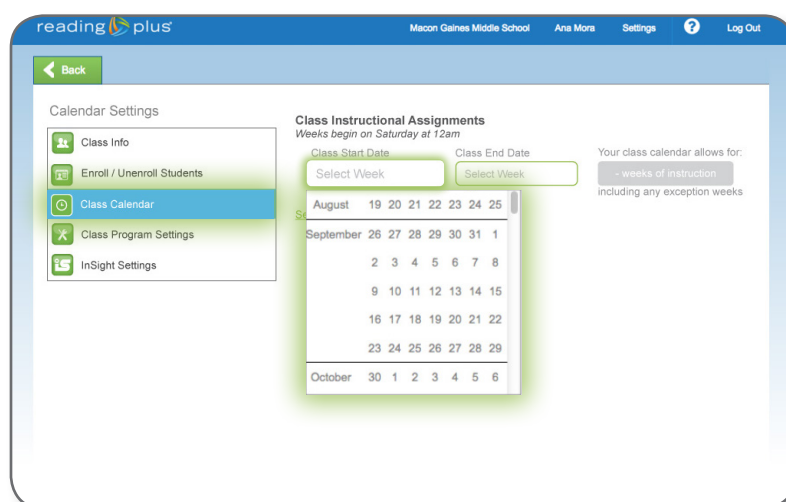 reading plus
Macon Gaines Middle School Ana Mora Settings ? Log Out
Back
Calendar Settings
Class Info
Enroll / Unenroll Students
Class Calendar
Class Program Settings
InSight Settings
Class Instructional Assignments
Weeks begin on Saturday at 12am
Class Start Date Class End Date
Select Week Select Week
Your class calendar allows for:
- weeks of instruction
including any exception weeks
August 19 20 21 22 23 24 25
September 26 27 28 29 30 31 1
2 3 4 5 6 7 8
9 10 11 12 13 14 15
16 17 18 19 20 21 22
23 24 25 26 27 28 29
October 30 1 2 3 4 5 6